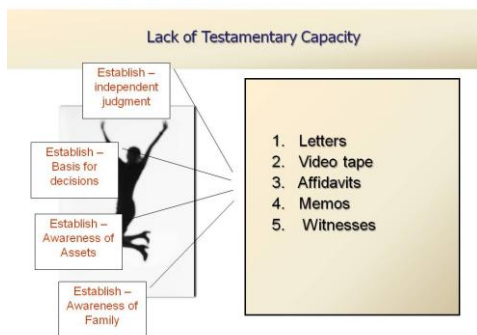 Lack of Testamentary Capacity
Establish –
independent
judgment
Establish –
Basis for
decisions
Establish –
Awareness of
Assets
Establish –
Awareness of
Family
1. Letters
2. Video tape
3. Affidavits
4. Memos
5. Witnesses